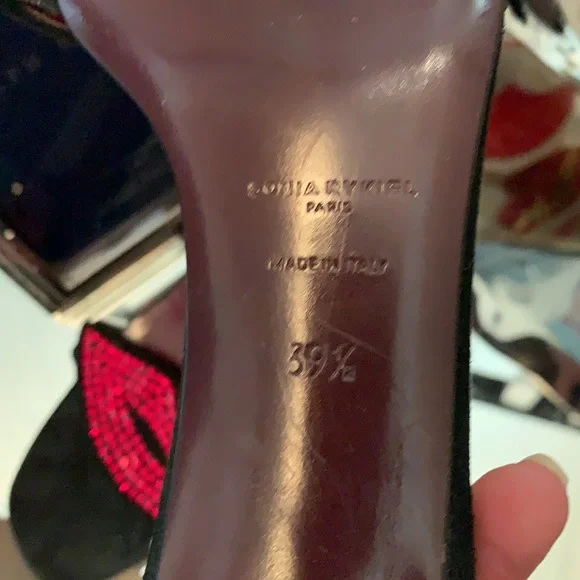 SONIA RYKIEL
PARIS
MADE IN ITALY
39½